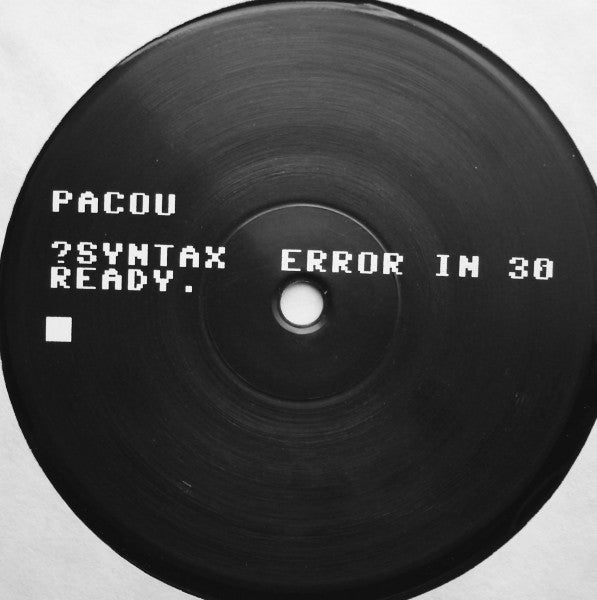 PACOU
?SYNTAX  ERROR IN 30
READY.